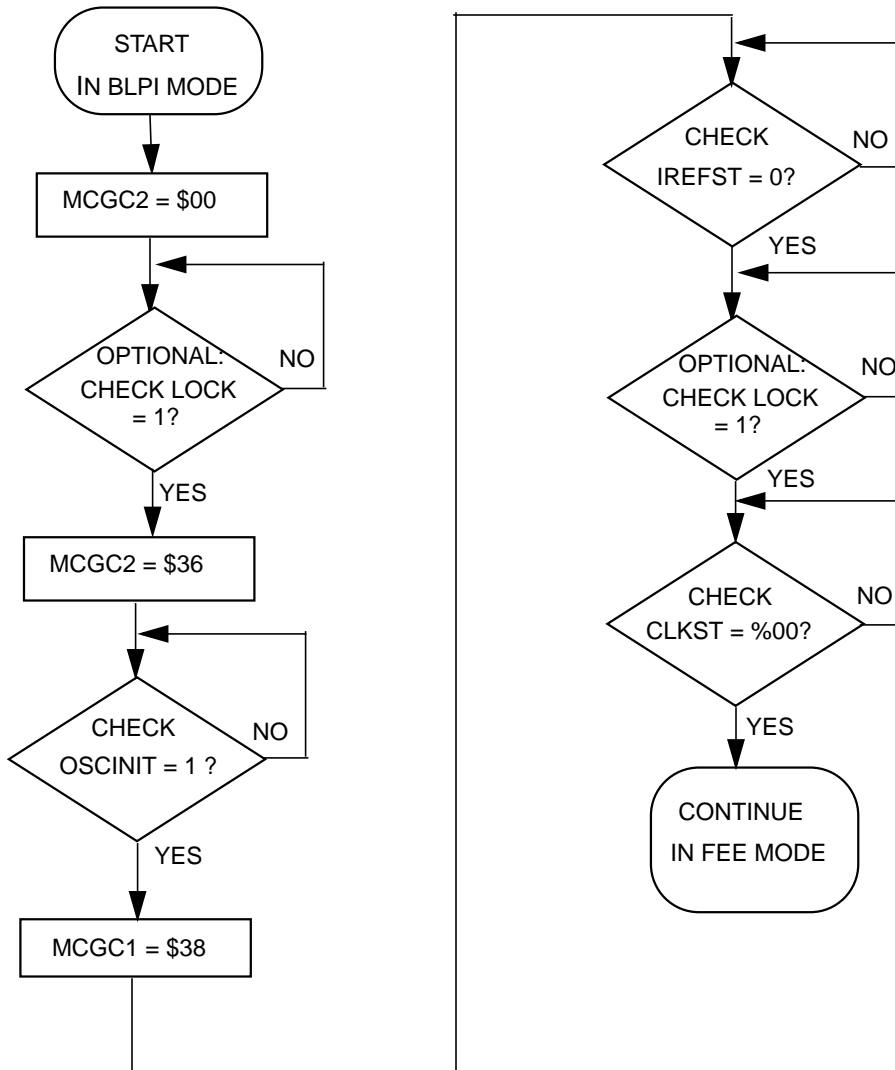 START
IN BLPI MODE
MCGC2 = $00
OPTIONAL:
CHECK LOCK
= 1?
NO
YES
MCGC2 = $36
CHECK
OSCINIT = 1 ?
NO
YES
MCGC1 = $38
CHECK
IREFST = 0?
NO
YES
OPTIONAL:
CHECK LOCK
= 1?
NO
YES
CHECK
CLKST = %00?
NO
YES
CONTINUE
IN FEE MODE